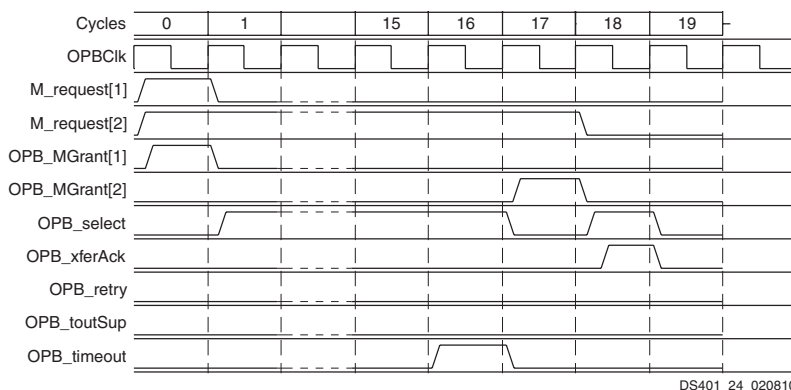 Cycles 0 1 15 16 17 18 19
OPBClk
M_request[1]
M_request[2]
OPB_MGrant[1]
OPB_MGrant[2]
OPB_select
OPB_xferAck
OPB_retry
OPB_toutSup
OPB_timeout
DS401_24_020810